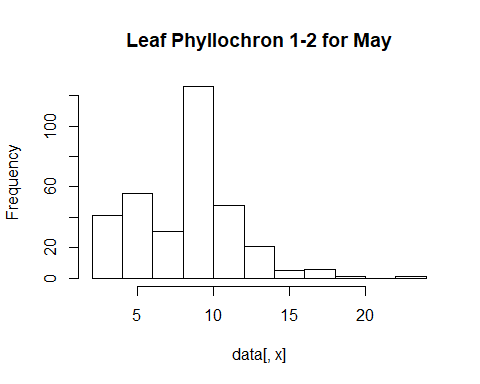 Leaf Phyllochron 1-2 for May
Frequency
100
60
20
0
5 10 15 20
data[, x]